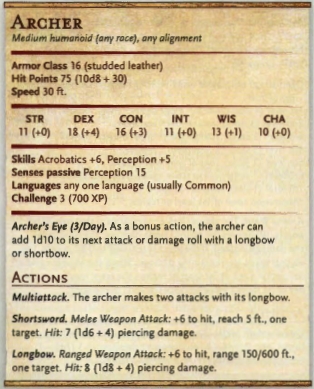 ARCHER
Medium humanoid (any race), any alignment
Armor Class 16 (studded leather)
Hit Points 75 (10d8 + 30)
Speed 30 ft.
STR DEX CON INT WIS CHA
11 (+0) 18 (+4) 16 (+3) 11 (+0) 13 (+1) 10 (+0)
Skills Acrobatics +6, Perception +5
Senses passive Perception 15
Languages any one language (usually Common)
Challenge 3 (700 XP)
Archer's Eye (3/Day). As a bonus action, the archer can
add 1d10 to its next attack or damage roll with a longbow
or shortbow.
ACTIONS
Multiattack. The archer makes two attacks with its longbow.
Shortsword. Melee Weapon Attack: +6 to hit, reach 5 ft., one
target. Hit: 7 (1d6 + 4) piercing damage.
Longbow. Ranged Weapon Attack: +6 to hit, range 150/600 ft.,
one target. Hit: 8 (1d8 + 4) piercing damage.